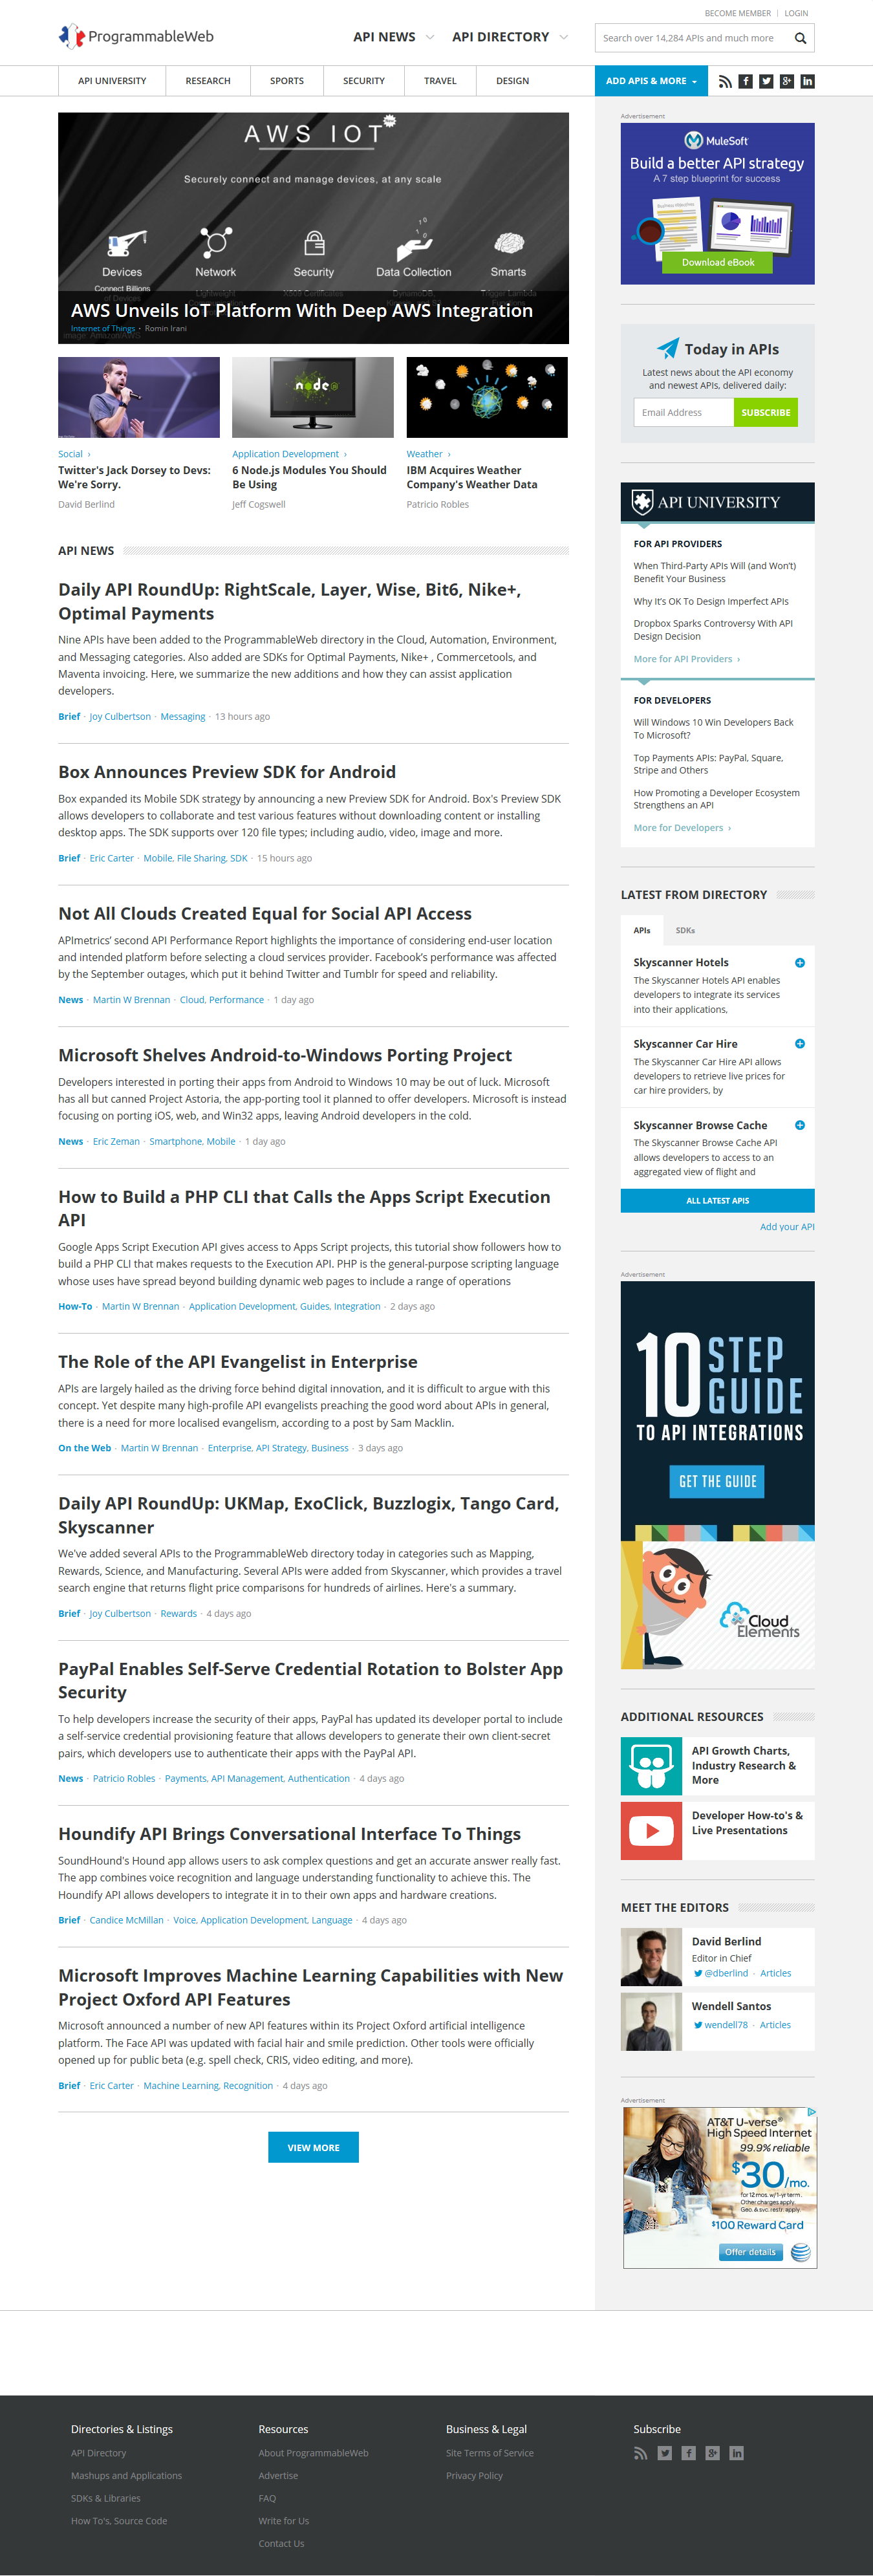 BECOME MEMBER | LOGIN
ProgrammableWeb
API NEWS
API DIRECTORY
Search over 14,284 APIs and much more
API UNIVERSITY
RESEARCH
SPORTS
SECURITY
TRAVEL
DESIGN
ADD APIS & MORE
AWS IOT
New
Securely connect and manage devices, at any scale
Devices
Network
Security
Data Collection
Smarts
Connect Billions
of Devices
Lightweight
X509 Certificates
DynamoDB,
Trigger Lambda
AWS Unveils IoT Platform With Deep AWS Integration
Internet of Things - Romin Irani
Image: Amazon/AWS
Social ›
Twitter's Jack Dorsey to Devs:
We're Sorry.
David Berlind
node
Application Development ›
6 Node.js Modules You Should
Be Using
Jeff Cogswell
Weather ›
IBM Acquires Weather
Company's Weather Data
Patricio Robles
API NEWS
Daily API RoundUp: RightScale, Layer, Wise, Bit6, Nike+,
Optimal Payments
Nine APIs have been added to the ProgrammableWeb directory in the Cloud, Automation, Environment,
and Messaging categories. Also added are SDKs for Optimal Payments, Nike+ , Commercetools, and
Maventa invoicing. Here, we summarize the new additions and how they can assist application
developers.
Brief · Joy Culbertson · Messaging · 13 hours ago
Box Announces Preview SDK for Android
Box expanded its Mobile SDK strategy by announcing a new Preview SDK for Android. Box's Preview SDK
allows developers to collaborate and test various features without downloading content or installing
desktop apps. The SDK supports over 120 file types; including audio, video, image and more.
Brief · Eric Carter · Mobile, File Sharing, SDK · 15 hours ago
Not All Clouds Created Equal for Social API Access
APImetrics’ second API Performance Report highlights the importance of considering end-user location
and intended platform before selecting a cloud services provider. Facebook’s performance was affected
by the September outages, which put it behind Twitter and Tumblr for speed and reliability.
News · Martin W Brennan · Cloud, Performance · 1 day ago
Microsoft Shelves Android-to-Windows Porting Project
Developers interested in porting their apps from Android to Windows 10 may be out of luck. Microsoft
has all but canned Project Astoria, the app-porting tool it planned to offer developers. Microsoft is instead
focusing on porting iOS, web, and Win32 apps, leaving Android developers in the cold.
News · Eric Zeman · Smartphone, Mobile · 1 day ago
How to Build a PHP CLI that Calls the Apps Script Execution
API
Google Apps Script Execution API gives access to Apps Script projects, this tutorial show followers how to
build a PHP CLI that makes requests to the Execution API. PHP is the general-purpose scripting language
whose uses have spread beyond building dynamic web pages to include a range of operations
How-To · Martin W Brennan · Application Development, Guides, Integration · 2 days ago
The Role of the API Evangelist in Enterprise
APIs are largely hailed as the driving force behind digital innovation, and it is difficult to argue with this
concept. Yet despite many high-profile API evangelists preaching the good word about APIs in general,
there is a need for more localised evangelism, according to a post by Sam Macklin.
On the Web · Martin W Brennan · Enterprise, API Strategy, Business · 3 days ago
Daily API RoundUp: UKMap, ExoClick, Buzzlogix, Tango Card,
Skyscanner
We've added several APIs to the ProgrammableWeb directory today in categories such as Mapping,
Rewards, Science, and Manufacturing. Several APIs were added from Skyscanner, which provides a travel
search engine that returns flight price comparisons for hundreds of airlines. Here's a summary.
Brief · Joy Culbertson · Rewards · 4 days ago
PayPal Enables Self-Serve Credential Rotation to Bolster App
Security
To help developers increase the security of their apps, PayPal has updated its developer portal to include
a self-service credential provisioning feature that allows developers to generate their own client-secret
pairs, which developers use to authenticate their apps with the PayPal API.
News · Patricio Robles · Payments, API Management, Authentication · 4 days ago
Houndify API Brings Conversational Interface To Things
SoundHound's Hound app allows users to ask complex questions and get an accurate answer really fast.
The app combines voice recognition and language understanding functionality to achieve this. The
Houndify API allows developers to integrate it in to their own apps and hardware creations.
Brief · Candice McMillan · Voice, Application Development, Language · 4 days ago
Microsoft Improves Machine Learning Capabilities with New
Project Oxford API Features
Microsoft announced a number of new API features within its Project Oxford artificial intelligence
platform. The Face API was updated with facial hair and smile prediction. Other tools were officially
opened up for public beta (e.g. spell check, CRIS, video editing, and more).
Brief · Eric Carter · Machine Learning, Recognition · 4 days ago
VIEW MORE
Advertisement
MuleSoft
Build a better API strategy
A 7 step blueprint for success
Business objectives
Download eBook
Today in APIs
Latest news about the API economy
and newest APIs, delivered daily:
Email Address
SUBSCRIBE
API UNIVERSITY
FOR API PROVIDERS
When Third-Party APIs Will (and Won’t)
Benefit Your Business
Why It’s OK To Design Imperfect APIs
Dropbox Sparks Controversy With API
Design Decision
More for API Providers ›
FOR DEVELOPERS
Will Windows 10 Win Developers Back
To Microsoft?
Top Payments APIs: PayPal, Square,
Stripe and Others
How Promoting a Developer Ecosystem
Strengthens an API
More for Developers ›
LATEST FROM DIRECTORY
APIs
SDKs
Skyscanner Hotels
The Skyscanner Hotels API enables
developers to integrate its services
into their applications,
Skyscanner Car Hire
The Skyscanner Car Hire API allows
developers to retrieve live prices for
car hire providers, by
Skyscanner Browse Cache
The Skyscanner Browse Cache API
allows developers to access to an
aggregated view of flight and
ALL LATEST APIS
Add your API
Advertisement
10 STEP
GUIDE
TO API INTEGRATIONS
GET THE GUIDE
Cloud
Elements
ADDITIONAL RESOURCES
API Growth Charts,
Industry Research &
More
Developer How-to's &
Live Presentations
MEET THE EDITORS
David Berlind
Editor in Chief
@dberlind · Articles
Wendell Santos
wendell78 · Articles
Advertisement
AT&T U-verse®
High Speed Internet
99.9% reliable
$30/mo.
for 12 mos. w/1-yr term.
Other charges apply.
Geo. & svc. restr. apply.
$100 Reward Card
Offer details
Directories & Listings
API Directory
Mashups and Applications
SDKs & Libraries
How To's, Source Code
Resources
About ProgrammableWeb
Advertise
FAQ
Write for Us
Contact Us
Business & Legal
Site Terms of Service
Privacy Policy
Subscribe